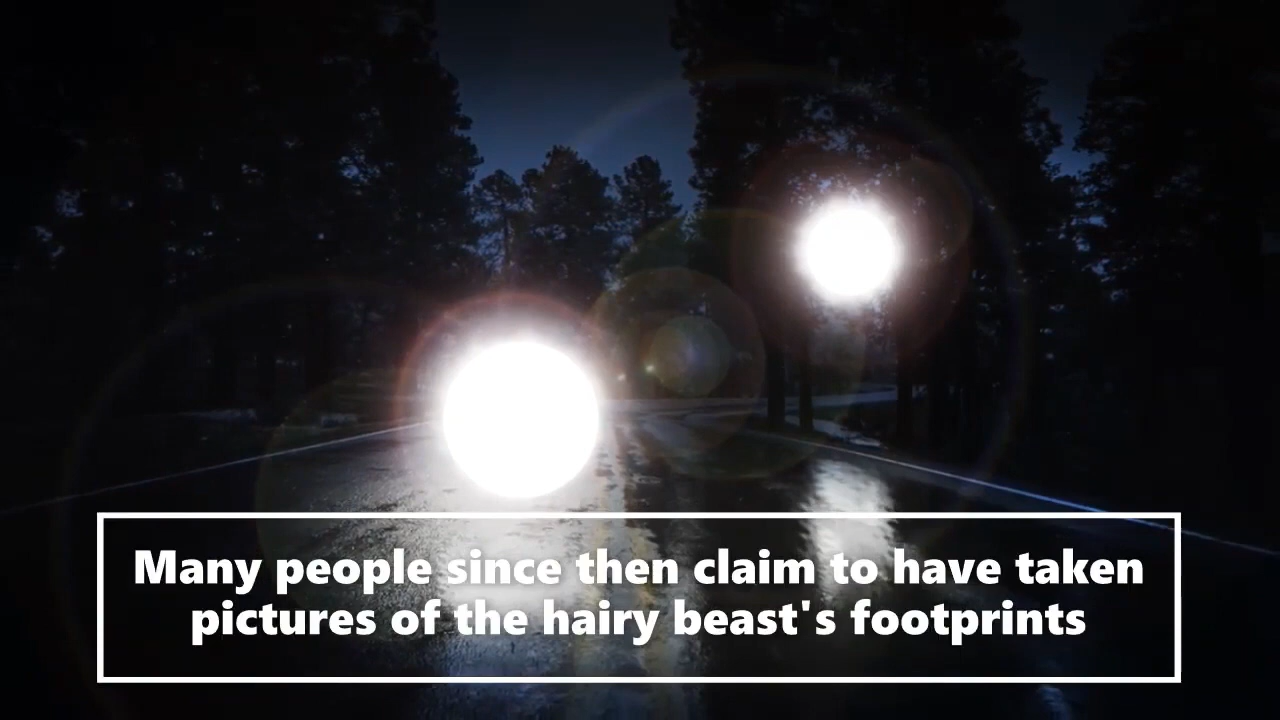 Many people since then claim to have taken
pictures of the hairy beast's footprints